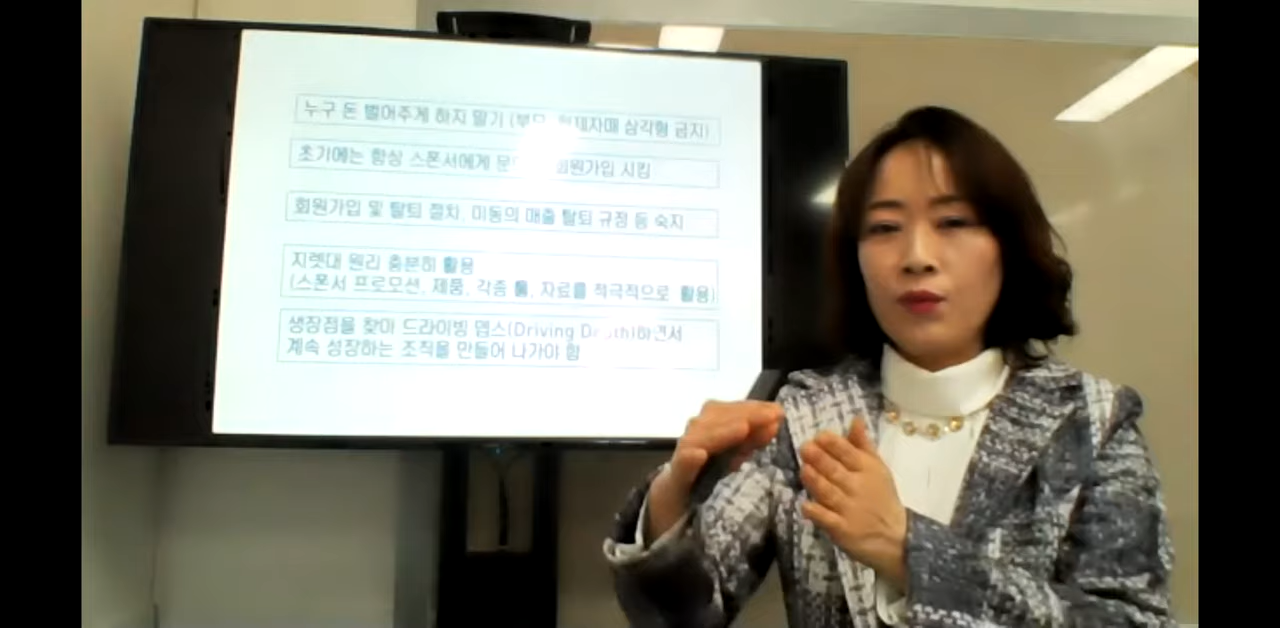 누구 돈 벌어주게 하지 말기 (부모 형제자매 삼각형 금지)
초기에는 항상 스폰서에게 회원가입 시킴
회원가입 및 탈퇴 절차, 미동의 매출 탈퇴 규정 등 숙지
지렛대 원리 충분히 활용
(스폰서 프로모션, 제품, 각종 툴, 자료를 적극적으로 활용)
생장점을 찾아 드라이빙 뎁스(Driving Depth)하면서
계속 성장하는 조직을 만들어 나가야 함